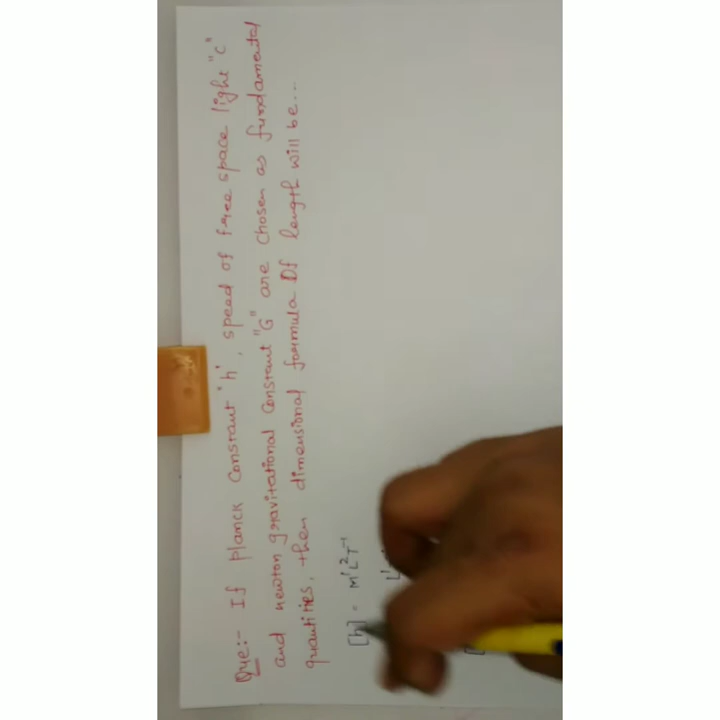 Que:- If planck constant 'h', speed of free space light "c"
and newton gravitational constant "G" are chosen as fundamental
quantities, then dimensional formula Of length will be...
[h] = M¹L²T⁻¹